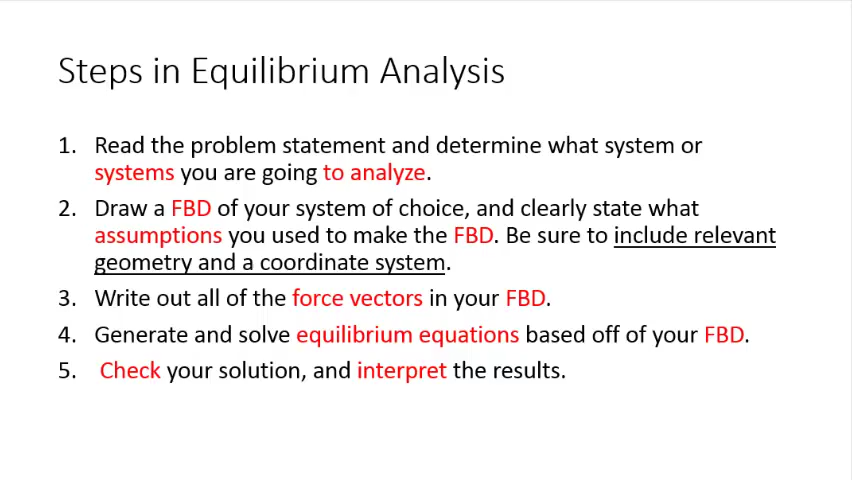 Steps in Equilibrium Analysis
1. Read the problem statement and determine what system or
systems you are going to analyze.
2. Draw a FBD of your system of choice, and clearly state what
assumptions you used to make the FBD. Be sure to include relevant
geometry and a coordinate system.
3. Write out all of the force vectors in your FBD.
4. Generate and solve equilibrium equations based off of your FBD.
5. Check your solution, and interpret the results.